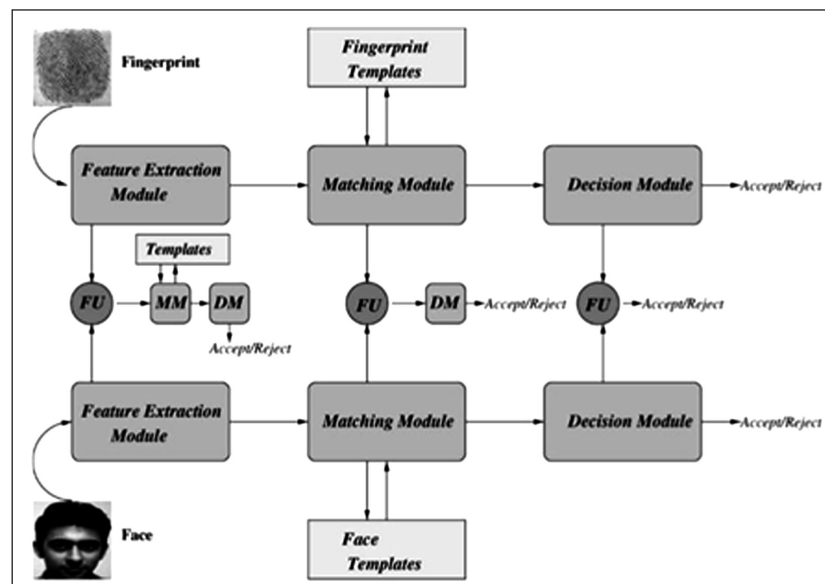 Fingerprint
Fingerprint
Templates
Feature Extraction
Module
Matching Module
Decision Module
Accept/Reject
Templates
FU
MM
DM
Accept/Reject
FU
DM
Accept/Reject
FU
Accept/Reject
Feature Extraction
Module
Matching Module
Decision Module
Accept/Reject
Face
Face
Templates